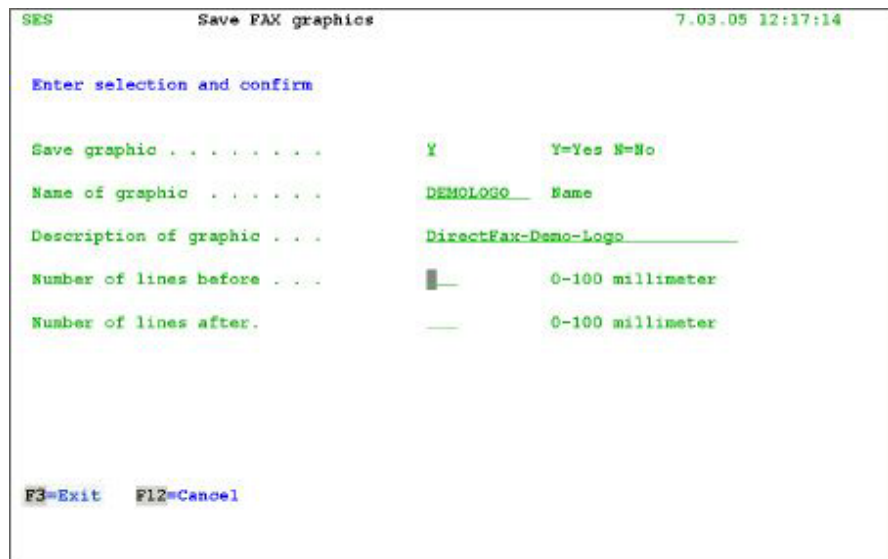 SES Save FAX graphics 7.03.05 12:17:14
Enter selection and confirm
Save graphic . . . . . . . . Y Y=Yes N=No
Name of graphic . . . . . . DEMOLOGO Name
Description of graphic . . . DirectFax-Demo-Logo
Number of lines before . . . 0-100 millimeter
Number of lines after. 0-100 millimeter
F3=Exit F12=Cancel